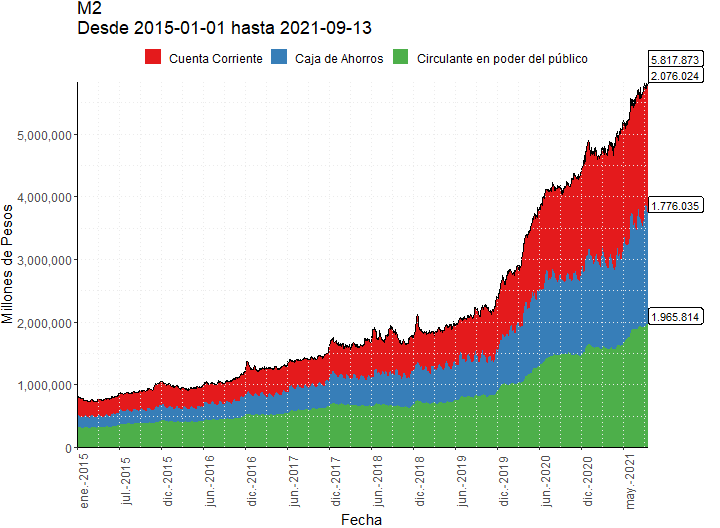 M2
Desde 2015-01-01 hasta 2021-09-13
Cuenta Corriente
Caja de Ahorros
Circulante en poder del público
5.817.873
2.076.024
1.776.035
1.965.814
Millones de Pesos
5,000,000
4,000,000
3,000,000
2,000,000
1,000,000
0
ene.-2015
jul.-2015
dic.-2015
jun.-2016
dic.-2016
jun.-2017
dic.-2017
jun.-2018
dic.-2018
jun.-2019
dic.-2019
jun.-2020
dic.-2020
may.-2021
Fecha